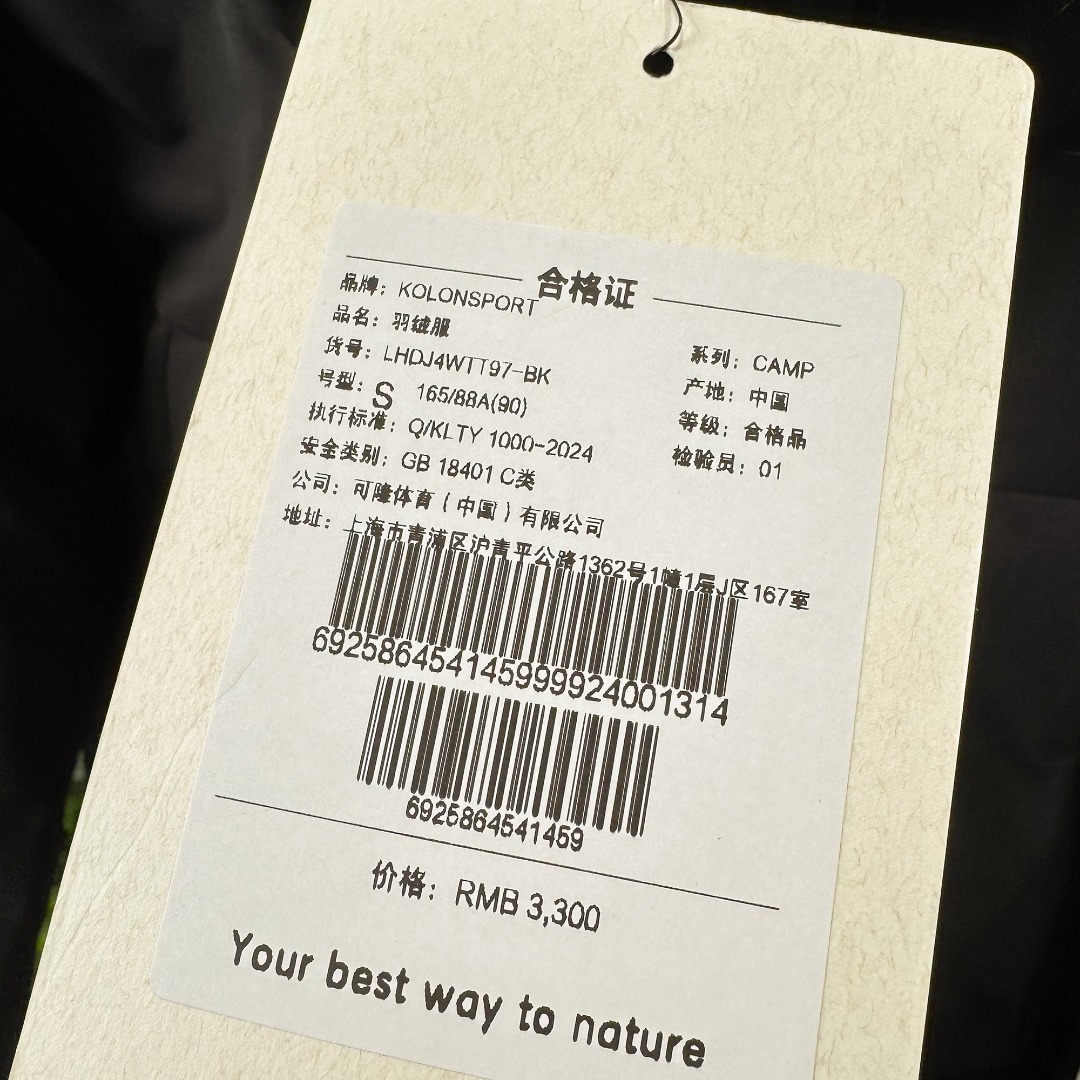 合格证
品牌：KOLONSPORT
品名：羽绒服
货号：LHDJ4WTT97-BK
号型：S 165/88A(90)
执行标准：Q/KLTY 1000-2024
安全类别：GB 18401 C类
系列：CAMP
产地：中国
等级：合格品
检验员：01
公司：可隆体育（中国）有限公司
地址：上海市青浦区沪青平公路1362号1幢1层J区167室
6925864541459999924001314
6925864541459
价格：RMB 3,300
Your best way to nature